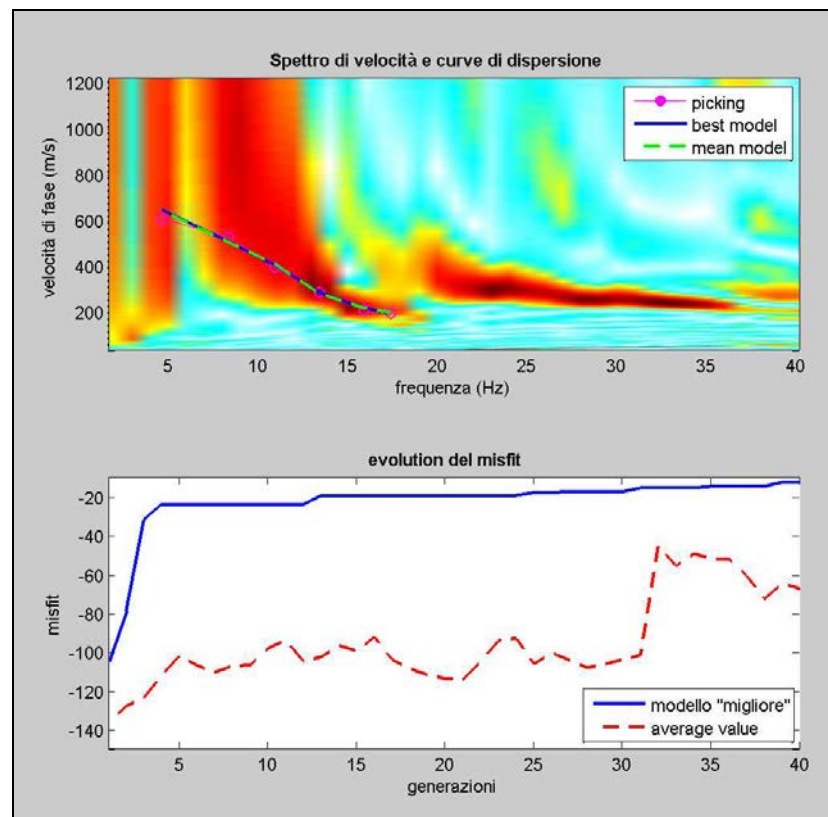 Spettro di velocità e curve di dispersione
1200
1000
800
600
400
200
velocità di fase (m/s)
picking
best model
mean model
5 10 15 20 25 30 35 40
frequenza (Hz)
evolution del misfit
-20
-40
-60
-80
-100
-120
-140
misfit
modello "migliore"
average value
5 10 15 20 25 30 35 40
generazioni